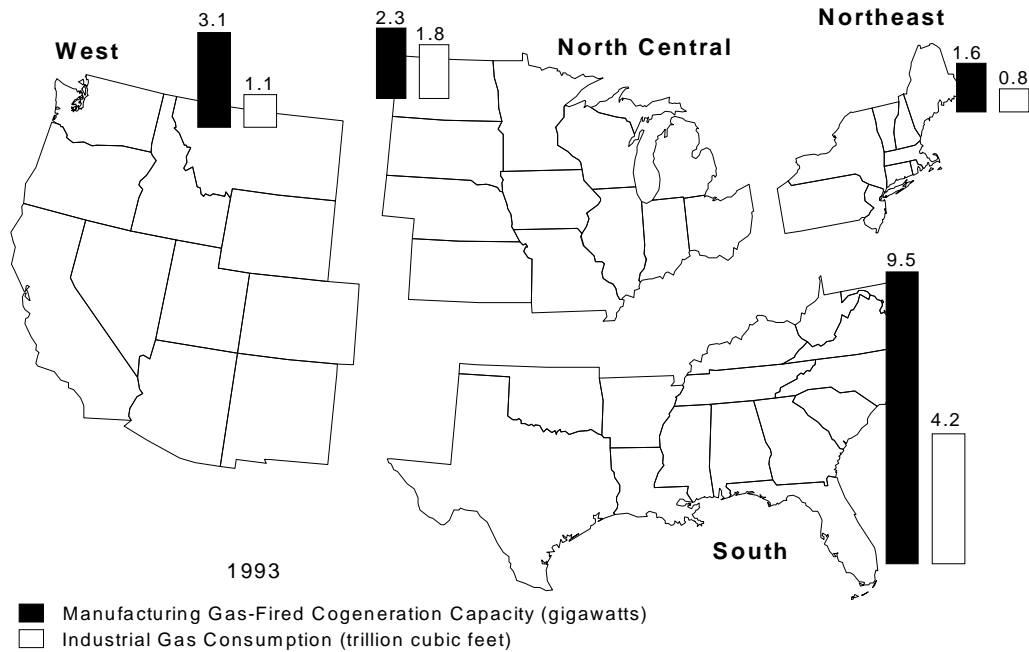 West
3.1
1.1
2.3
1.8
North Central
Northeast
1.6
0.8
9.5
4.2
South
1993
Manufacturing Gas-Fired Cogeneration Capacity (gigawatts)
Industrial Gas Consumption (trillion cubic feet)